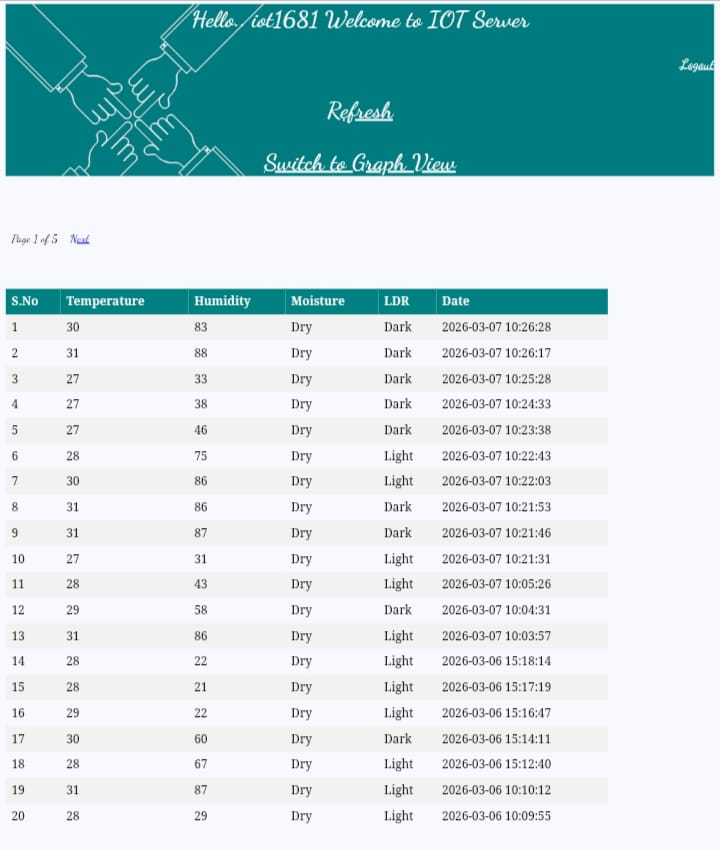 Hello.. iot1681 Welcome to IOT Server
Logout
Refresh
Switch to Graph View
Page 1 of 5 Next
S.No Temperature Humidity Moisture LDR Date
1 30 83 Dry Dark 2026-03-07 10:26:28
2 31 88 Dry Dark 2026-03-07 10:26:17
3 27 33 Dry Dark 2026-03-07 10:25:28
4 27 38 Dry Dark 2026-03-07 10:24:33
5 27 46 Dry Dark 2026-03-07 10:23:38
6 28 75 Dry Light 2026-03-07 10:22:43
7 30 86 Dry Light 2026-03-07 10:22:03
8 31 86 Dry Dark 2026-03-07 10:21:53
9 31 87 Dry Dark 2026-03-07 10:21:46
10 27 31 Dry Light 2026-03-07 10:21:31
11 28 43 Dry Light 2026-03-07 10:05:26
12 29 58 Dry Dark 2026-03-07 10:04:31
13 31 86 Dry Light 2026-03-07 10:03:57
14 28 22 Dry Light 2026-03-06 15:18:14
15 28 21 Dry Light 2026-03-06 15:17:19
16 29 22 Dry Light 2026-03-06 15:16:47
17 30 60 Dry Dark 2026-03-06 15:14:11
18 28 67 Dry Light 2026-03-06 15:12:40
19 31 87 Dry Light 2026-03-06 10:10:12
20 28 29 Dry Light 2026-03-06 10:09:55